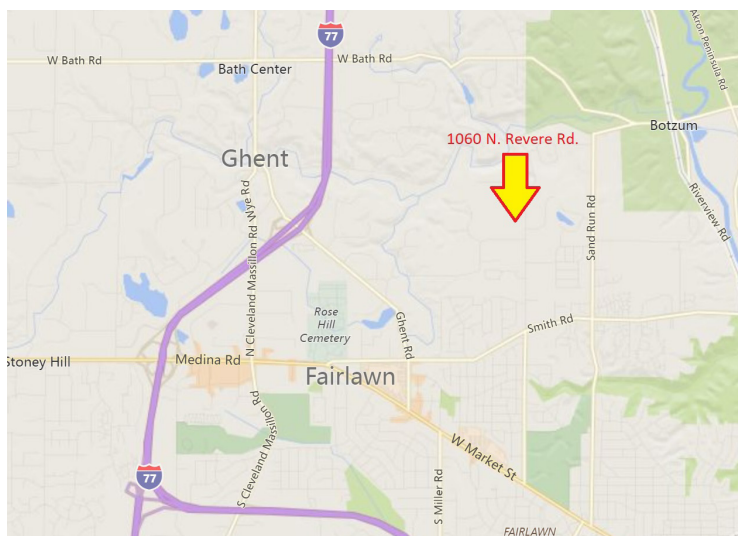 77
W Bath Rd
W Bath Rd
Bath Center
Akron Peninsula Rd
Botzum
1060 N. Revere Rd.
Ghent
Wye Rd
Riverview Rd
Sand Run Rd
N Cleveland Massillon Rd
Rose
Hill
Cemetery
Ghent Rd
Smith Rd
Stoney Hill
Medina Rd
Fairlawn
S Cleveland Massillon Rd
W Market St
77
S Miller Rd
FAIRLAWN